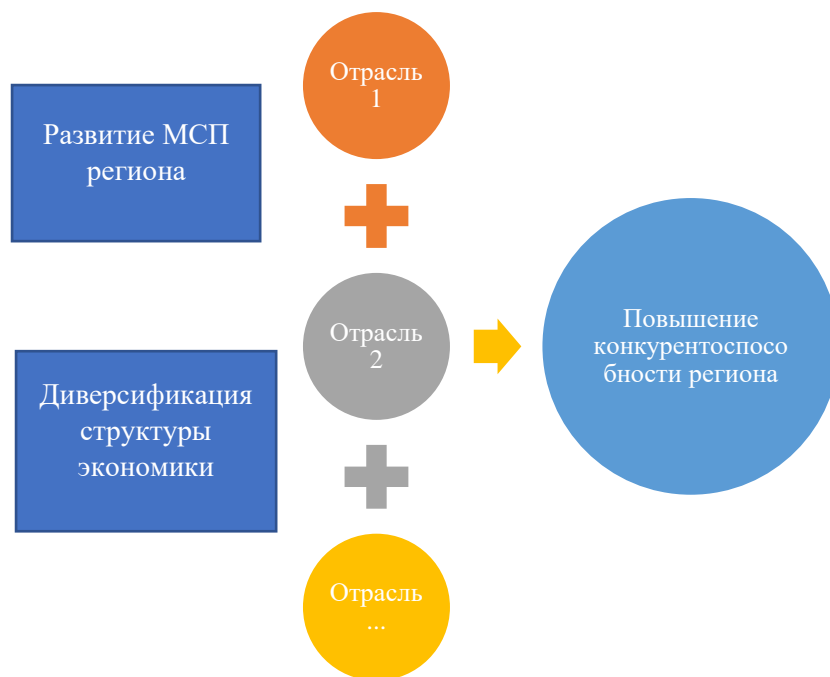 Развитие МСП
региона
Диверсификация
структуры
экономики
Отрасль
1
Отрасль
2
Отрасль
...
Повышение
конкурентоспосо
бности региона